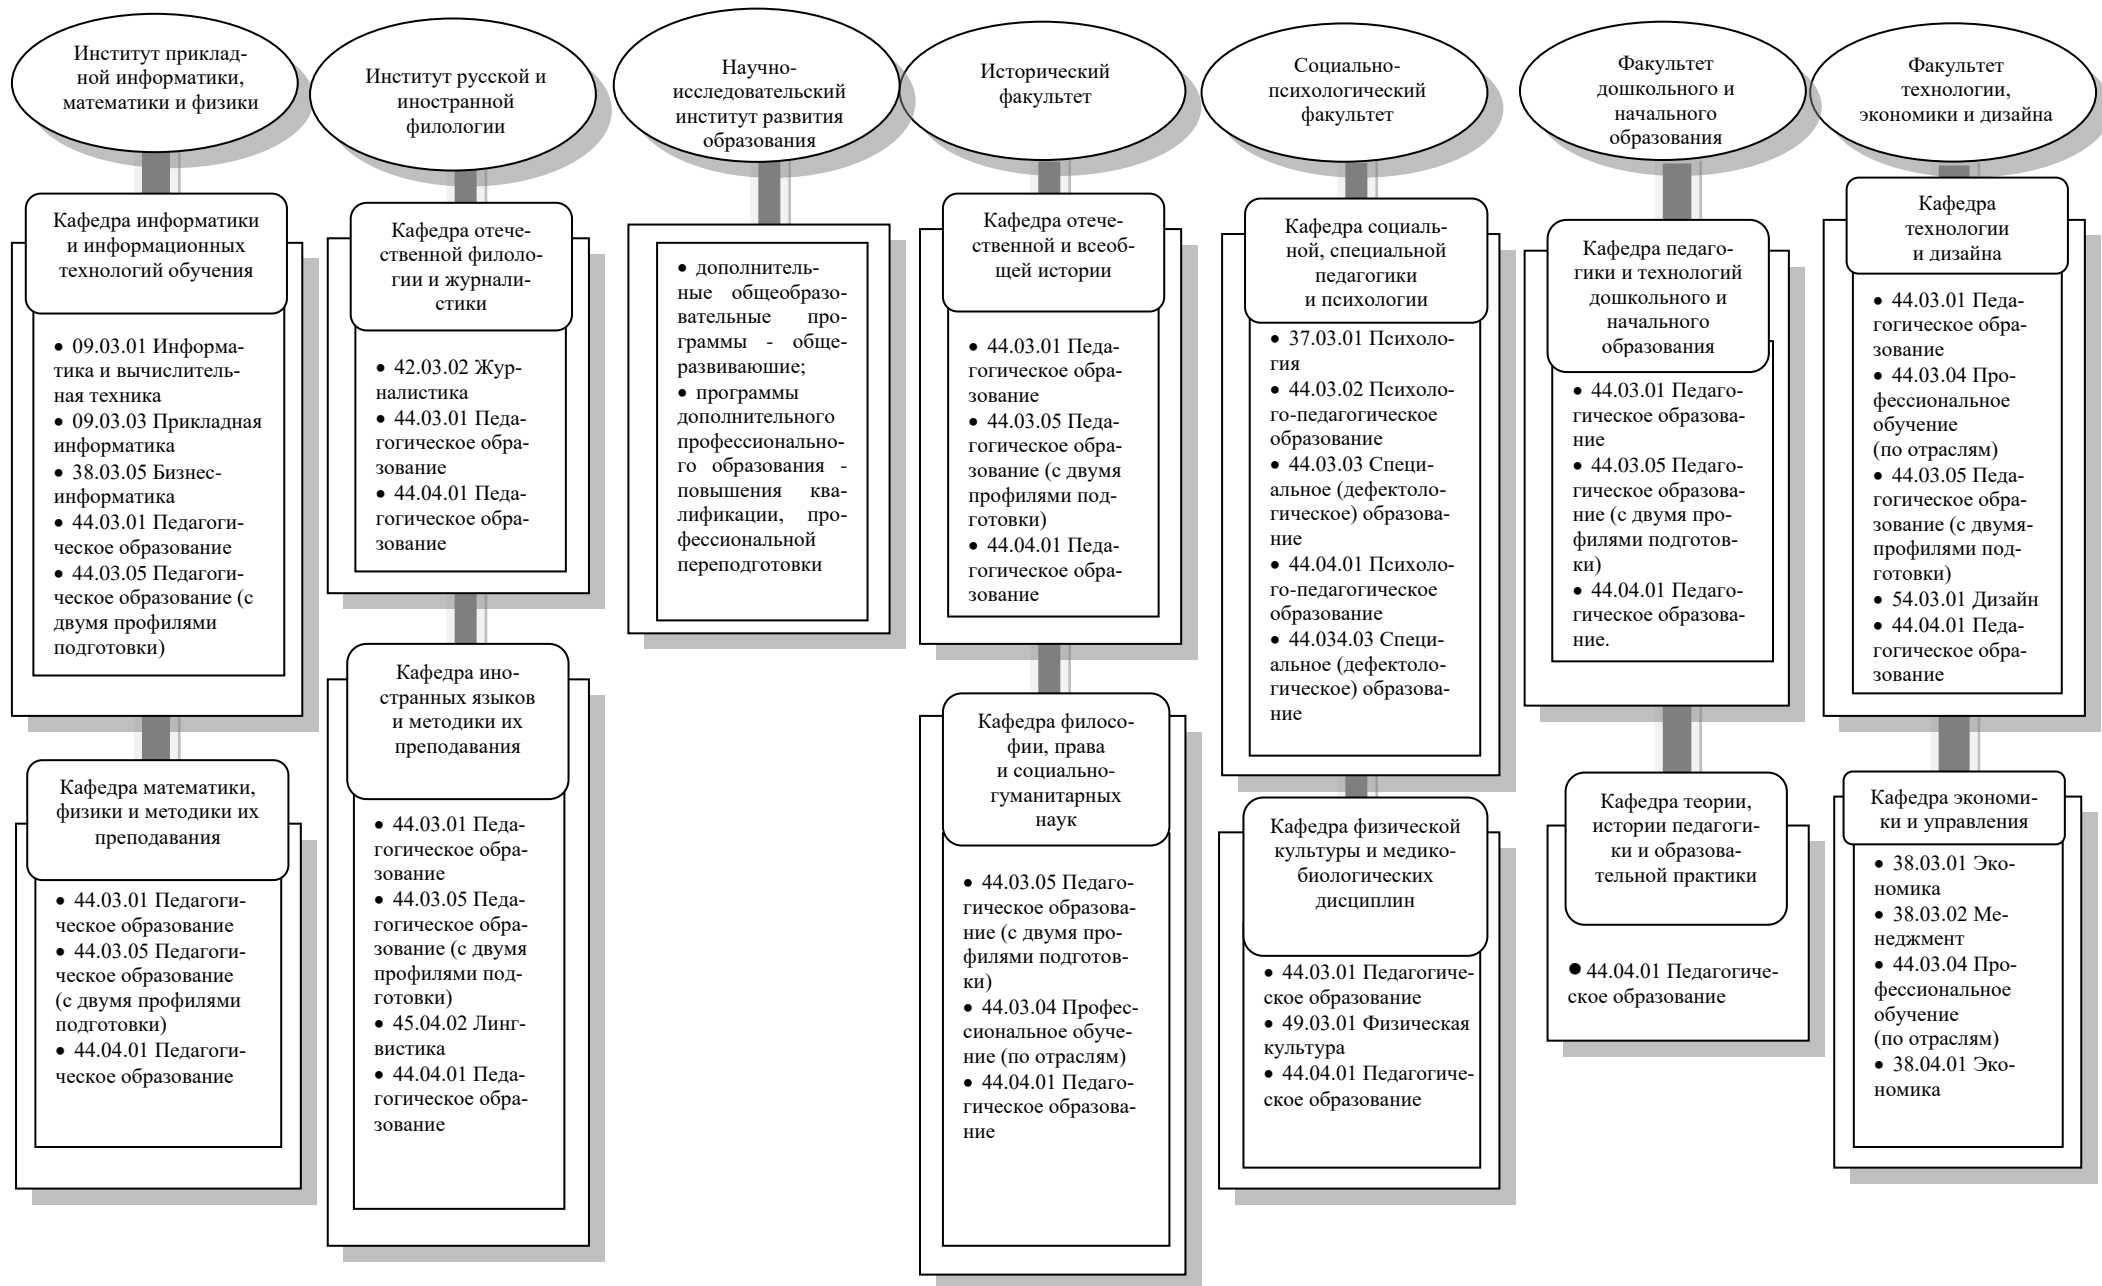 Институт приклад-
ной информатики,
математики и физики
Кафедра информатики
и информационных
технологий обучения
• 09.03.01 Информа-
тика и вычислитель-
ная техника
• 09.03.03 Прикладная
информатика
• 38.03.05 Бизнес-
информатика
• 44.03.01 Педагоги-
ческое образование
• 44.03.05 Педагоги-
ческое образование (с
двумя профилями
подготовки)
Кафедра математики,
физики и методики их
преподавания
• 44.03.01 Педагоги-
ческое образование
• 44.03.05 Педагоги-
ческое образование
(с двумя профилями
подготовки)
• 44.04.01 Педагоги-
ческое образование
Институт русской и
иностранной
филологии
Кафедра отече-
ственной филоло-
гии и журнали-
стики
• 42.03.02 Жур-
налистика
• 44.03.01 Педа-
гогическое обра-
зование
• 44.04.01 Педа-
гогическое обра-
зование
Кафедра ино-
странных языков
и методики их
преподавания
• 44.03.01 Педа-
гогическое обра-
зование
• 44.03.05 Педа-
гогическое обра-
зование (с двумя
профилями под-
готовки)
• 45.04.02 Линг-
вистика
• 44.04.01 Педа-
гогическое обра-
зование
Научно-
исследовательский
институт развития
образования
• дополнитель-
ные общеобразо-
вательные про-
граммы - обще-
развиваюшие;
• программы
дополнительного
профессионально-
го образования -
повышения ква-
лификации, про-
фессиональной
переподготовки
Исторический
факультет
Кафедра отече-
ственной и всеоб-
щей истории
• 44.03.01 Педа-
гогическое обра-
зование
• 44.03.05 Педа-
гогическое обра-
зование (с двумя
профилями под-
готовки)
• 44.04.01 Педа-
гогическое обра-
зование
Кафедра филосо-
фии, права
и социально-
гуманитарных
наук
• 44.03.05 Педаго-
гическое образова-
ние (с двумя про-
филями подготов-
ки)
• 44.03.04 Профес-
сиональное обуче-
ние (по отраслям)
• 44.04.01 Педаго-
гическое образова-
ние
Социально-
психологический
факультет
Кафедра социаль-
ной, специальной
педагогики
и психологии
• 37.03.01 Психоло-
гия
• 44.03.02 Психоло-
го-педагогическое
образование
• 44.03.03 Специ-
альное (дефектоло-
гическое) образова-
ние
• 44.04.01 Психоло-
го-педагогическое
образование
• 44.034.03 Специ-
альное (дефектоло-
гическое) образова-
ние
Кафедра физической
культуры и медико-
биологических
дисциплин
• 44.03.01 Педагогиче-
ское образование
• 49.03.01 Физическая
культура
• 44.04.01 Педагогиче-
ское образование
Факультет
дошкольного и
начального
образования
Кафедра педаго-
гики и технологий
дошкольного и
начального
образования
• 44.03.01 Педаго-
гическое образова-
ние
• 44.03.05 Педаго-
гическое образова-
ние (с двумя про-
филями подготов-
ки)
• 44.04.01 Педаго-
гическое образова-
ние.
Кафедра теории,
истории педагоги-
ки и образова-
тельной практики
• 44.04.01 Педагогиче-
ское образование
Факультет
технологии,
экономики и дизайна
Кафедра
технологии
и дизайна
• 44.03.01 Педа-
гогическое обра-
зование
• 44.03.04 Про-
фессиональное
обучение
(по отраслям)
• 44.03.05 Педа-
гогическое обра-
зование (с двумя-
профилями под-
готовки)
• 54.03.01 Дизайн
• 44.04.01 Педа-
гогическое обра-
зование
Кафедра экономи-
ки и управления
• 38.03.01 Эко-
номика
• 38.03.02 Ме-
неджмент
• 44.03.04 Про-
фессиональное
обучение
(по отраслям)
• 38.04.01 Эко-
номика